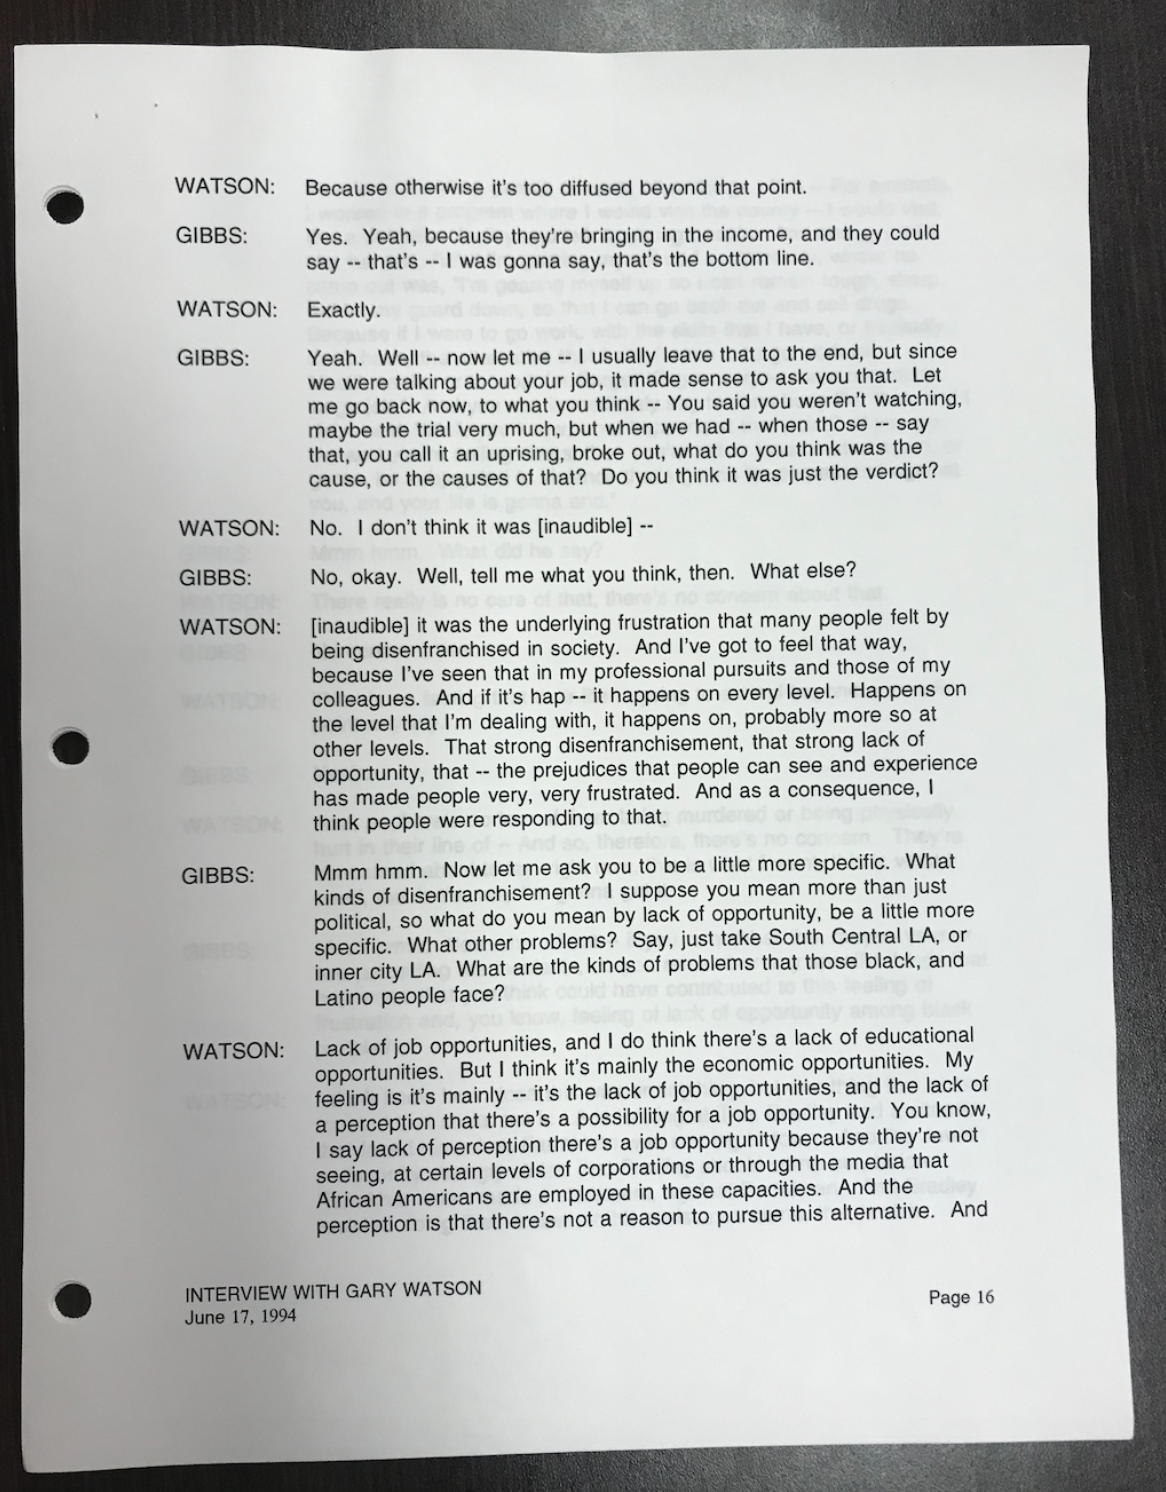 WATSON: Because otherwise it's too diffused beyond that point.
GIBBS: Yes. Yeah, because they're bringing in the income, and they could
say -- that's -- I was gonna say, that's the bottom line.
WATSON: Exactly.
GIBBS: Yeah. Well -- now let me -- I usually leave that to the end, but since
we were talking about your job, it made sense to ask you that. Let
me go back now, to what you think -- You said you weren't watching,
maybe the trial very much, but when we had -- when those -- say
that, you call it an uprising, broke out, what do you think was the
cause, or the causes of that? Do you think it was just the verdict?
WATSON: No. I don't think it was [inaudible] --
GIBBS: No, okay. Well, tell me what you think, then. What else?
WATSON: [inaudible] it was the underlying frustration that many people felt by
being disenfranchised in society. And I've got to feel that way,
because I've seen that in my professional pursuits and those of my
colleagues. And if it's hap -- it happens on every level. Happens on
the level that I'm dealing with, it happens on, probably more so at
other levels. That strong disenfranchisement, that strong lack of
opportunity, that -- the prejudices that people can see and experience
has made people very, very frustrated. And as a consequence, I
think people were responding to that.
GIBBS: Mmm hmm. Now let me ask you to be a little more specific. What
kinds of disenfranchisement? I suppose you mean more than just
political, so what do you mean by lack of opportunity, be a little more
specific. What other problems? Say, just take South Central LA, or
inner city LA. What are the kinds of problems that those black, and
Latino people face?
WATSON: Lack of job opportunities, and I do think there's a lack of educational
opportunities. But I think it's mainly the economic opportunities. My
feeling is it's mainly -- it's the lack of job opportunities, and the lack of
a perception that there's a possibility for a job opportunity. You know,
I say lack of perception there's a job opportunity because they're not
seeing, at certain levels of corporations or through the media that
African Americans are employed in these capacities. And the
perception is that there's not a reason to pursue this alternative. And
INTERVIEW WITH GARY WATSON
June 17, 1994
Page 16